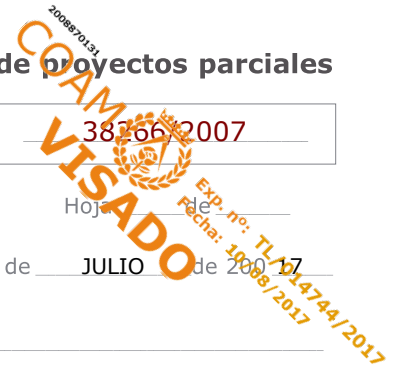 2008870131
de proyectos parciales
COAM
38266/2007
VISADO
Hoja de
Exp. nº: TL/014744/2017
Fecha: 10/08/2017
de JULIO de 200 17